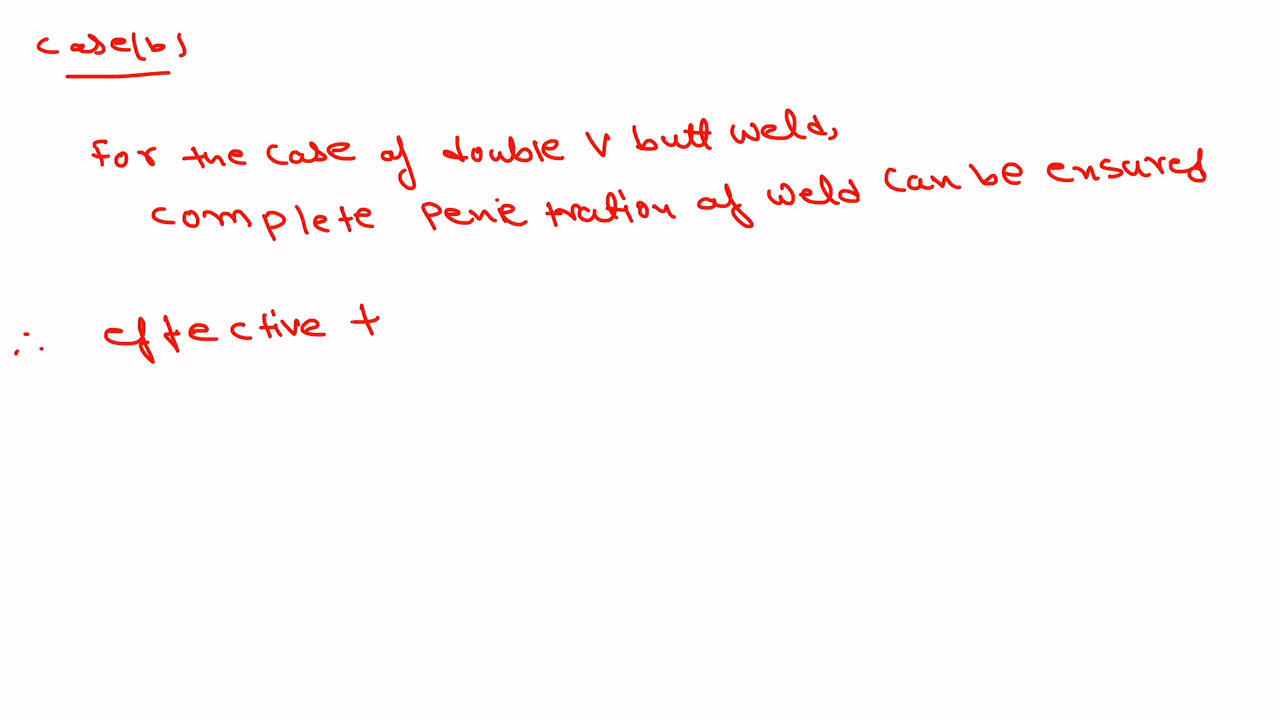 case(b)
For the case of double V butt weld,
complete penetration of weld can be ensured
∴ effective t